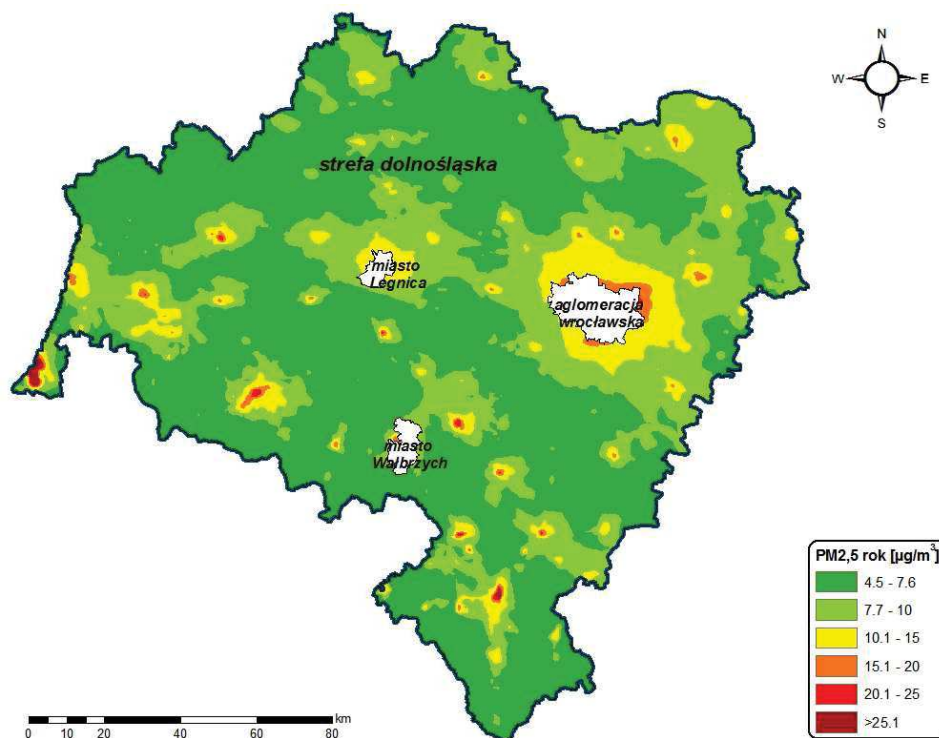 N
W E
S
strefa dolnośląska
miasto
Legnica
aglomeracja
wrocławska
miasto
Wałbrzych
PM2,5 rok [µg/m³]
4.5 - 7.6
7.7 - 10
10.1 - 15
15.1 - 20
20.1 - 25
>25.1
km
0 10 20 40 60 80